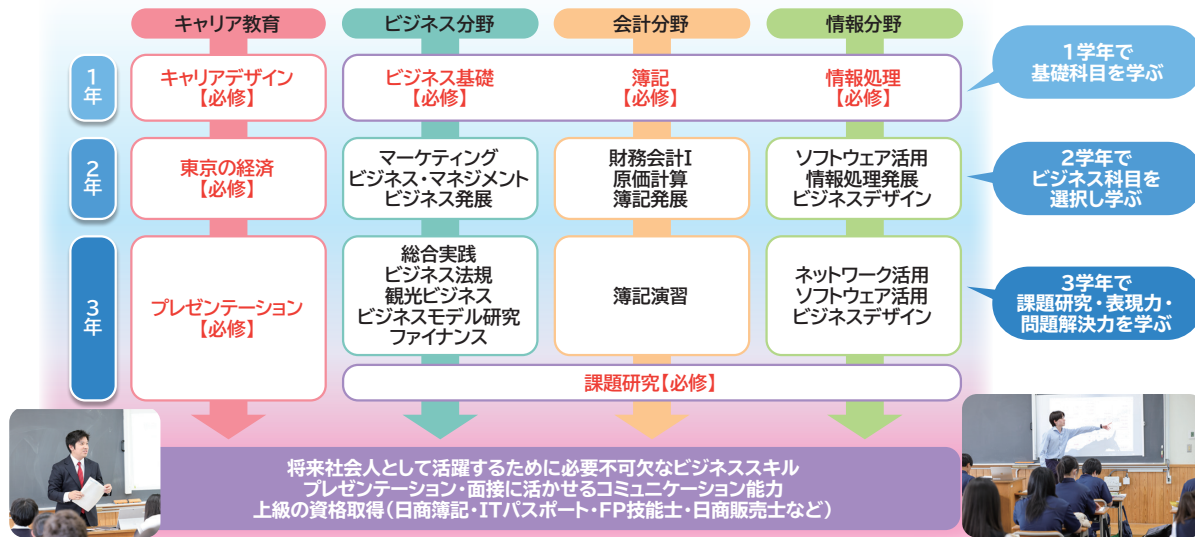 キャリア教育
ビジネス分野
会計分野
情報分野
1年
キャリアデザイン
【必修】
ビジネス基礎
【必修】
簿記
【必修】
情報処理
【必修】
1学年で
基礎科目を学ぶ
2年
東京の経済
【必修】
マーケティング
ビジネス・マネジメント
ビジネス発展
財務会計I
原価計算
簿記発展
ソフトウェア活用
情報処理発展
ビジネスデザイン
2学年で
ビジネス科目を
選択し学ぶ
3年
プレゼンテーション
【必修】
総合実践
ビジネス法規
観光ビジネス
ビジネスモデル研究
ファイナンス
簿記演習
ネットワーク活用
ソフトウェア活用
ビジネスデザイン
3学年で
課題研究・表現力・
問題解決力を学ぶ
課題研究【必修】
将来社会人として活躍するために必要不可欠なビジネススキル
プレゼンテーション・面接に活かせるコミュニケーション能力
上級の資格取得(日商簿記・ITパスポート・FP技能士・日商販売士など)